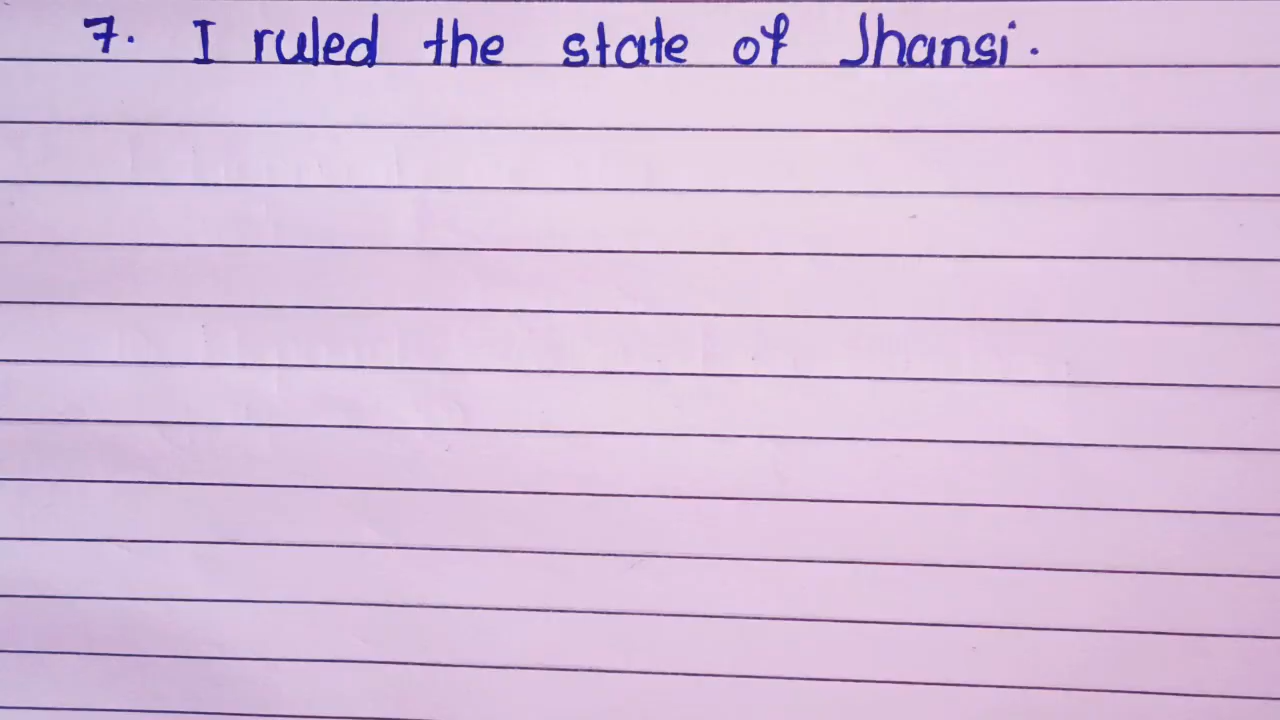 7. I ruled the state of Jhansi.